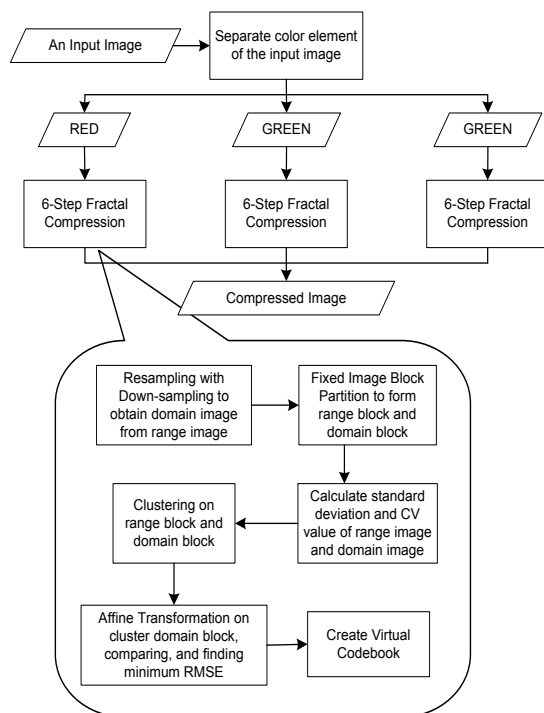 An Input Image
Separate color element
of the input image
RED
GREEN
GREEN
6-Step Fractal
Compression
6-Step Fractal
Compression
6-Step Fractal
Compression
Compressed Image
Resampling with
Down-sampling to
obtain domain image
from range image
Fixed Image Block
Partition to form
range block and
domain block
Clustering on
range block and
domain block
Calculate standard
deviation and CV
value of range image
and domain image
Affine Transformation on
cluster domain block,
comparing, and finding
minimum RMSE
Create Virtual
Codebook